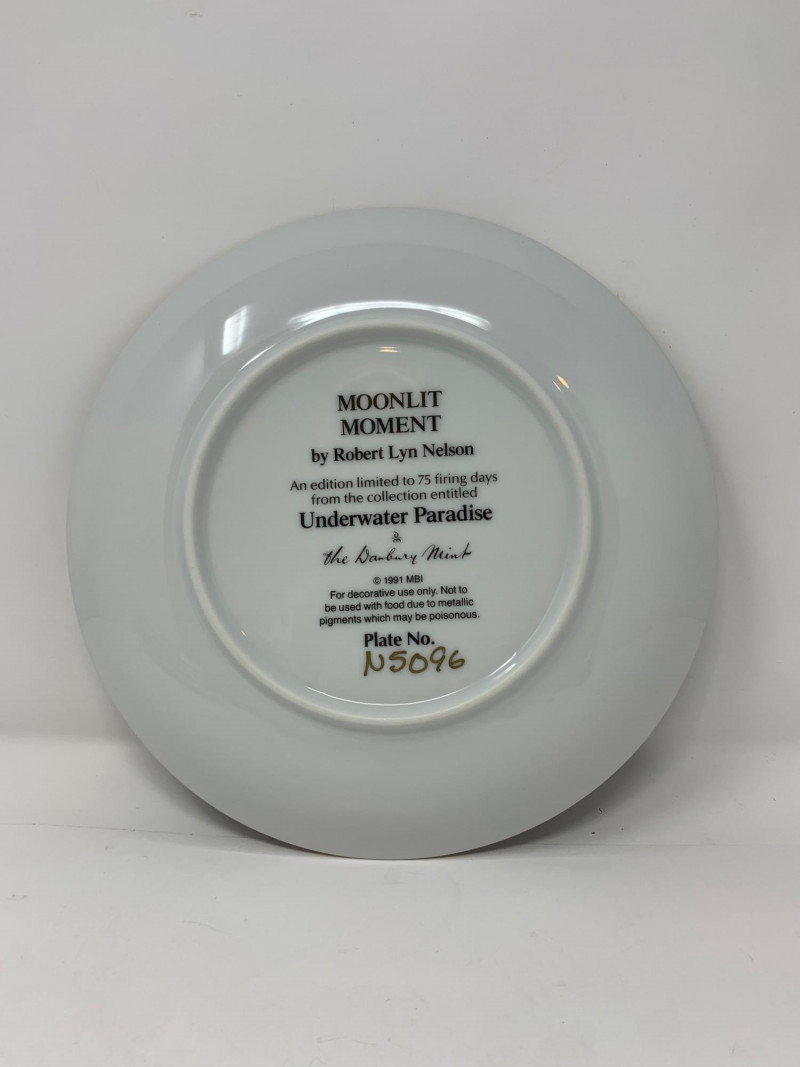 MOONLIT
MOMENT
by Robert Lyn Nelson
An edition limited to 75 firing days
from the collection entitled
Underwater Paradise
the Danbury Mint
© 1991 MBI
For decorative use only. Not to
be used with food due to metallic
pigments which may be poisonous.
Plate No.
N5096